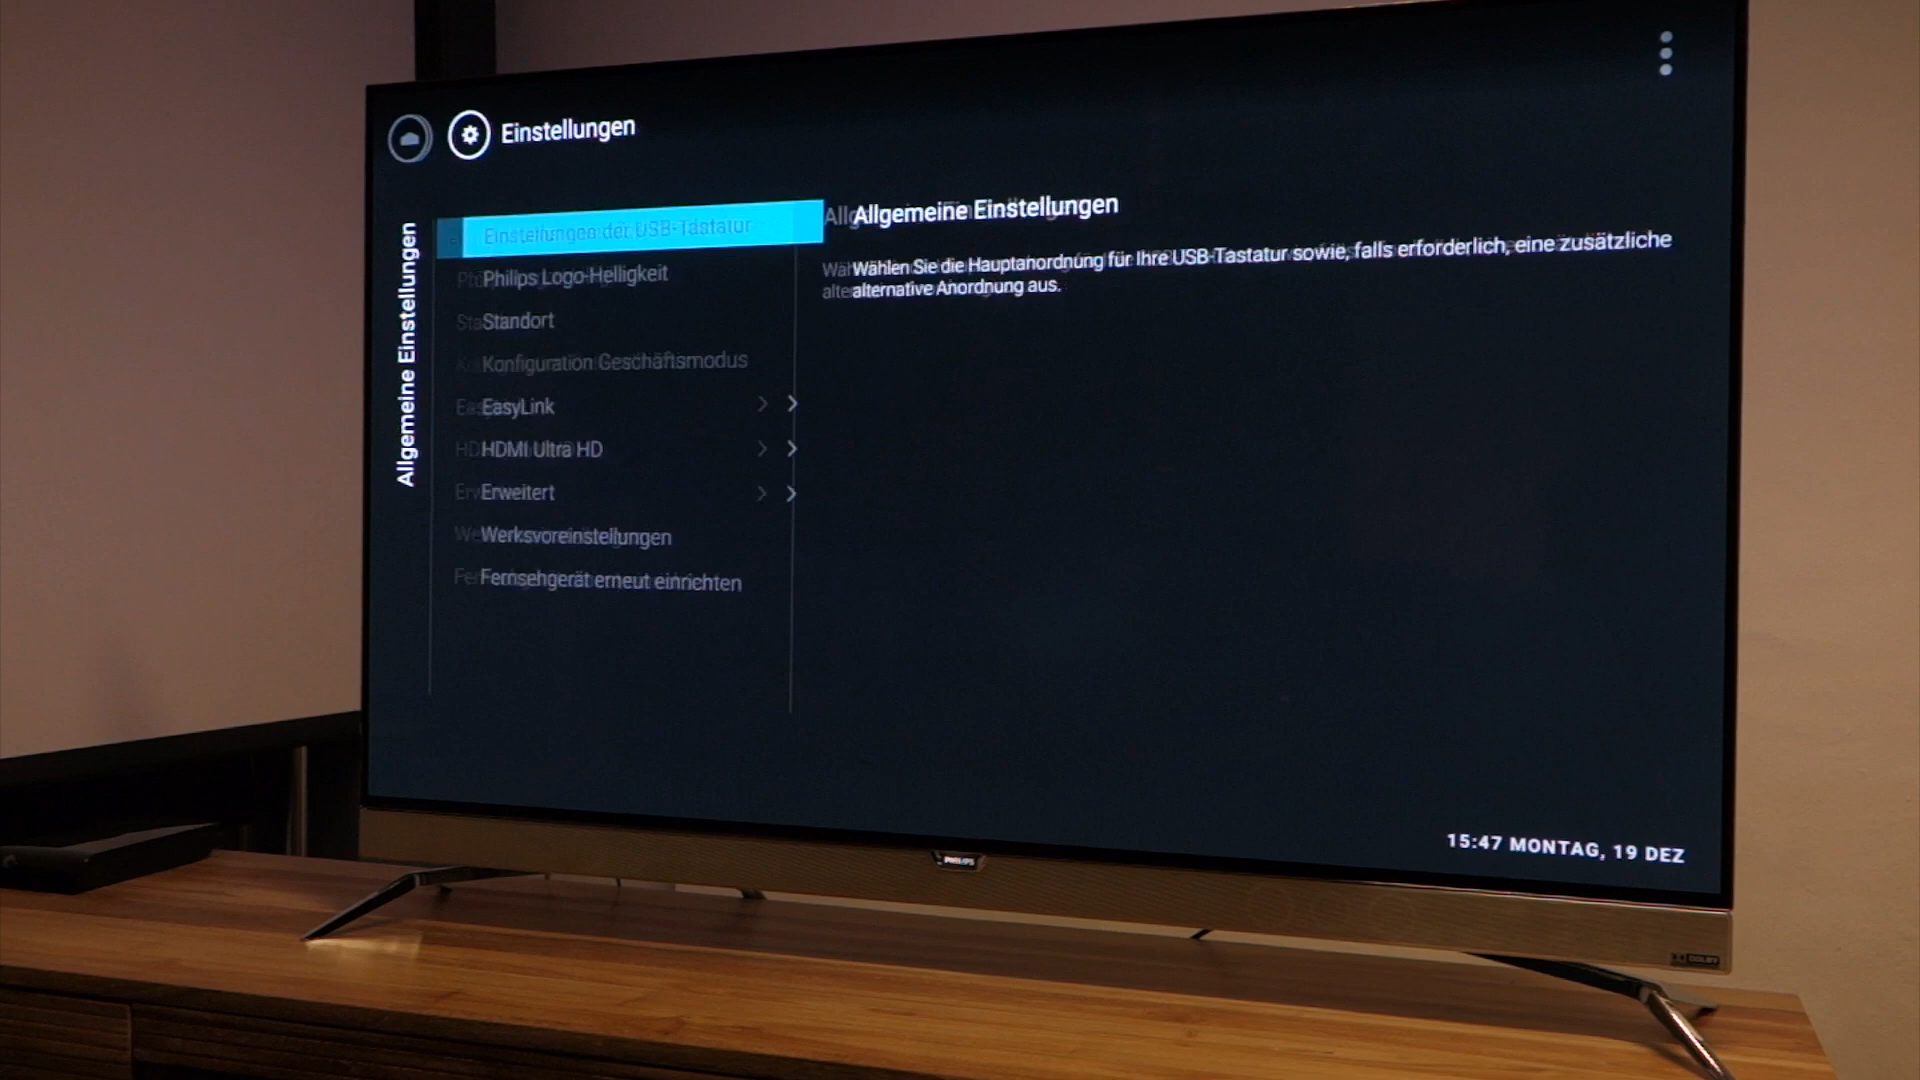 Einstellungen
Allgemeine Einstellungen
Einstellungen der USB-Tastatur
Philips Logo-Helligkeit
Standort
Konfiguration Geschäftsmodus
EasyLink
HDMI Ultra HD
Erweitert
Werksvoreinstellungen
Fernsehgerät erneut einrichten
Allgemeine Einstellungen
Wählen Sie die Hauptanordnung für Ihre USB-Tastatur sowie, falls erforderlich, eine zusätzliche
alternative Anordnung aus.
15:47 MONTAG, 19 DEZ
PHILIPS
DOLBY